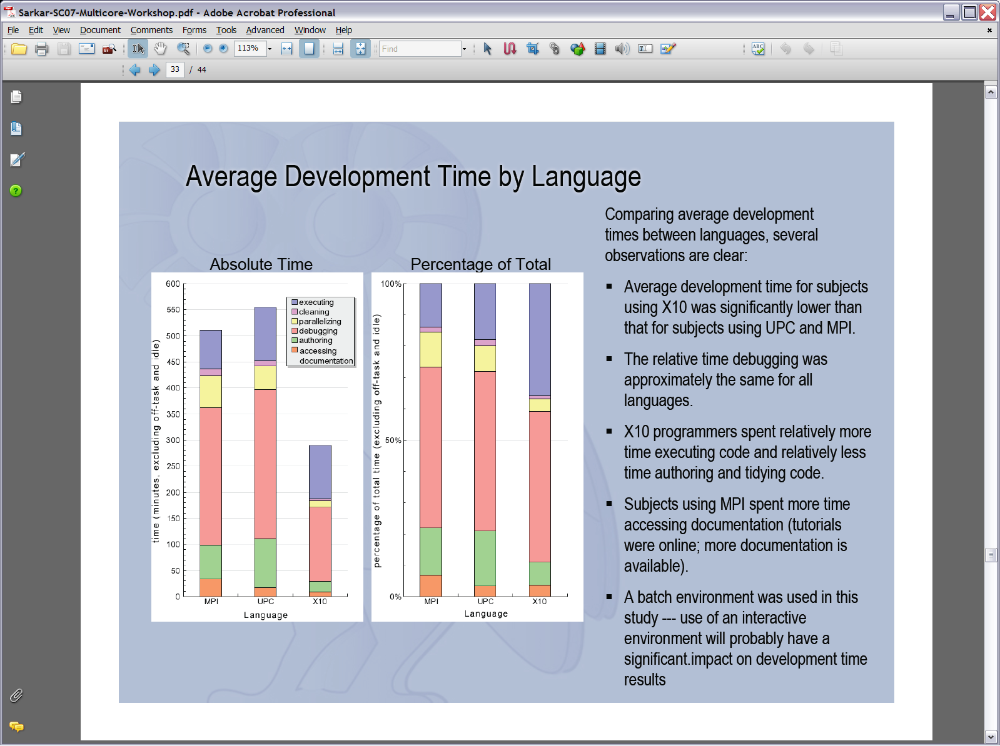 Sarkar-SC07-Multicore-Workshop.pdf - Adobe Acrobat Professional
File Edit View Document Comments Forms Tools Advanced Window Help
113%
Find
33 / 44
Average Development Time by Language
Absolute Time
time (minutes, excluding off-task and idle)
600
550
500
450
400
350
300
250
200
150
100
50
0
executing
cleaning
parallelizing
debugging
authoring
accessing
documentation
MPI UPC X10
Language
Percentage of Total
percentage of total time (excluding off-task and idle)
100%
50%
0%
MPI UPC X10
Language
Comparing average development
times between languages, several
observations are clear:
▪ Average development time for subjects
using X10 was significantly lower than
that for subjects using UPC and MPI.
▪ The relative time debugging was
approximately the same for all
languages.
▪ X10 programmers spent relatively more
time executing code and relatively less
time authoring and tidying code.
▪ Subjects using MPI spent more time
accessing documentation (tutorials
were online; more documentation is
available).
▪ A batch environment was used in this
study --- use of an interactive
environment will probably have a
significant.impact on development time
results